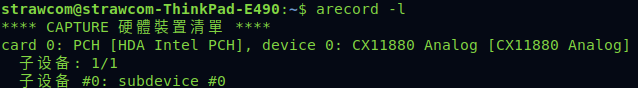 strawcom@strawcom-ThinkPad-E490:~$ arecord -l
**** CAPTURE 硬體裝置清單 ****
card 0: PCH [HDA Intel PCH], device 0: CX11880 Analog [CX11880 Analog]
  子设备: 1/1
  子设备 #0: subdevice #0